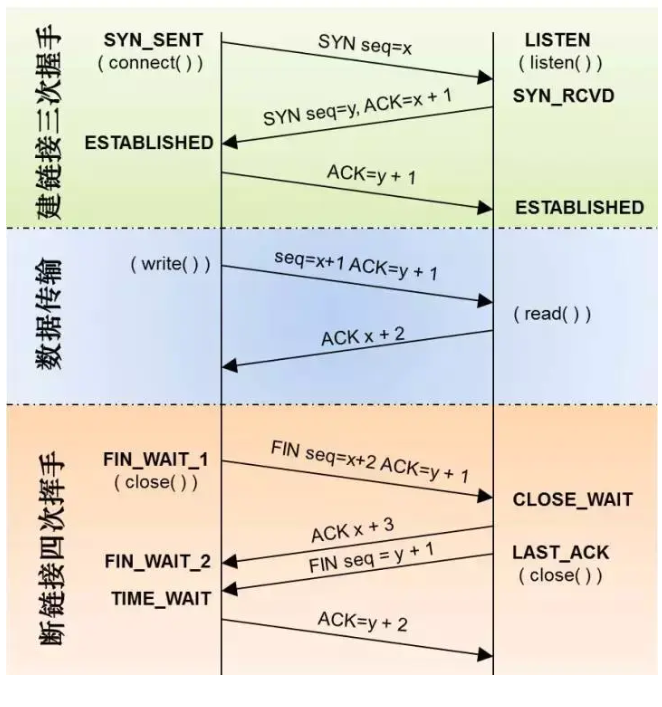 建链接三次握手
SYN_SENT
( connect( ) )
SYN seq=x
LISTEN
( listen( ) )
SYN_RCVD
SYN seq=y, ACK=x + 1
ESTABLISHED
ACK=y + 1
ESTABLISHED
数据传输
( write( ) )
seq=x+1 ACK=y + 1
( read( ) )
ACK x + 2
断链接四次挥手
FIN_WAIT_1
( close( ) )
FIN seq=x+2 ACK=y + 1
CLOSE_WAIT
ACK x + 3
FIN_WAIT_2
FIN seq = y + 1
LAST_ACK
( close( ) )
TIME_WAIT
ACK=y + 2